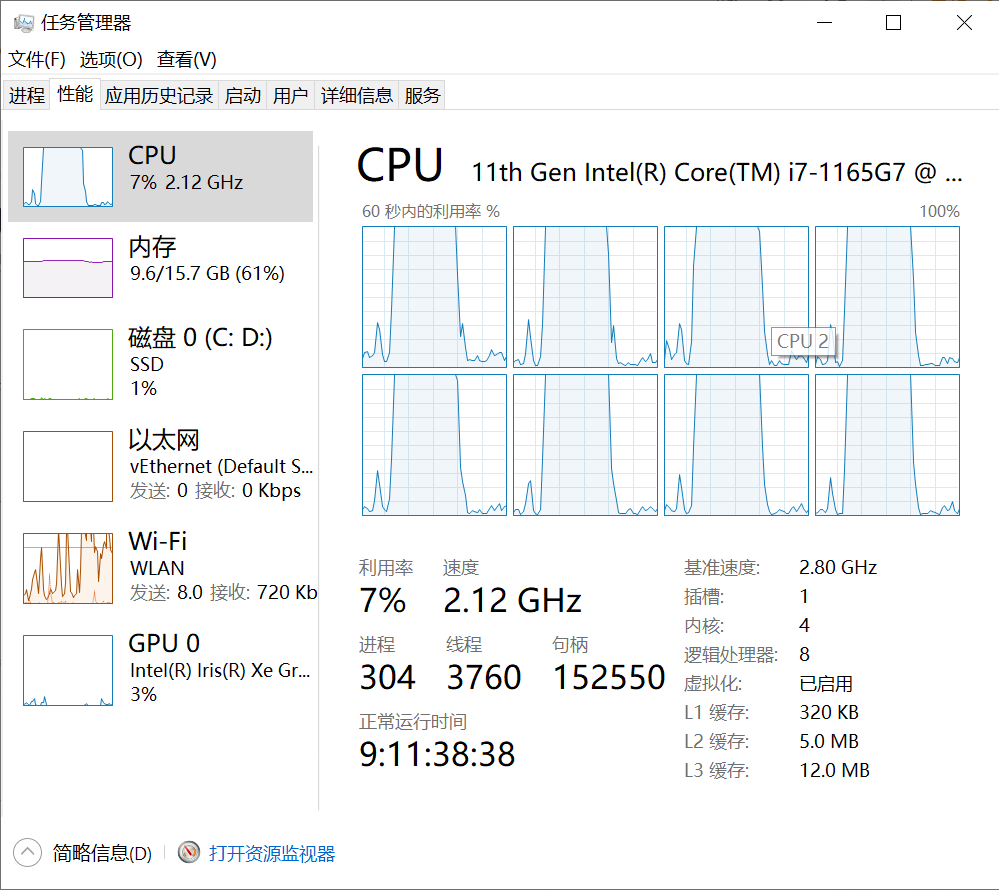 任务管理器
文件(F) 选项(O) 查看(V)
进程 性能 应用历史记录 启动 用户 详细信息 服务
CPU
7% 2.12 GHz
内存
9.6/15.7 GB (61%)
磁盘 0 (C: D:)
SSD
1%
以太网
vEthernet (Default S...
发送: 0 接收: 0 Kbps
Wi-Fi
WLAN
发送: 8.0 接收: 720 Kb
GPU 0
Intel(R) Iris(R) Xe Gr...
3%
CPU 11th Gen Intel(R) Core(TM) i7-1165G7 @ ...
60 秒内的利用率 % 100%
CPU 2
利用率 速度
7% 2.12 GHz
进程 线程 句柄
304 3760 152550
正常运行时间
9:11:38:38
基准速度: 2.80 GHz
插槽: 1
内核: 4
逻辑处理器: 8
虚拟化: 已启用
L1 缓存: 320 KB
L2 缓存: 5.0 MB
L3 缓存: 12.0 MB
简略信息(D) 打开资源监视器